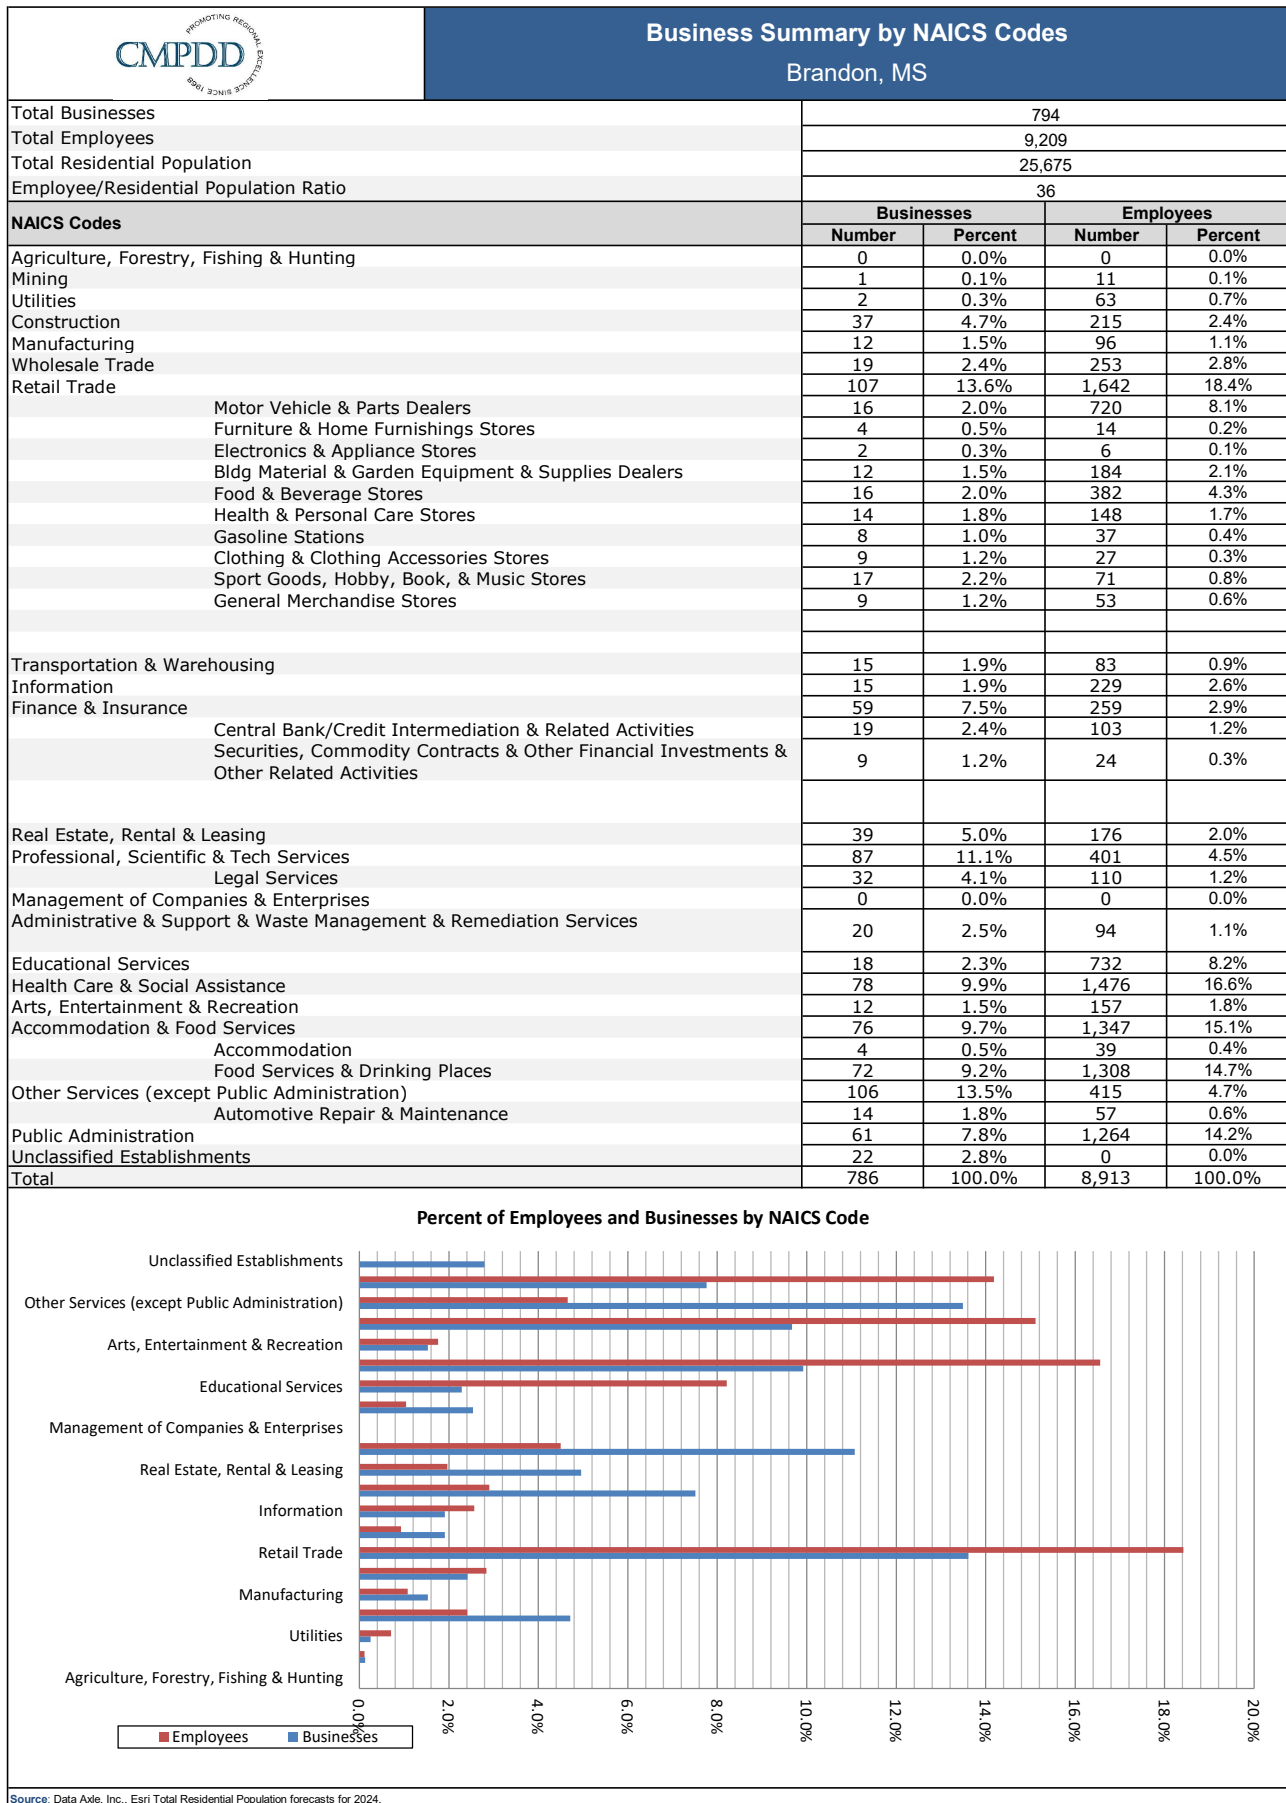 PROMOTING REGIONAL EXCELLENCE SINCE 1968
CMPDD
Business Summary by NAICS Codes
Brandon, MS
Total Businesses 794
Total Employees 9,209
Total Residential Population 25,675
Employee/Residential Population Ratio 36
NAICS Codes Businesses Employees
Number Percent Number Percent
Agriculture, Forestry, Fishing & Hunting 0 0.0% 0 0.0%
Mining 1 0.1% 11 0.1%
Utilities 2 0.3% 63 0.7%
Construction 37 4.7% 215 2.4%
Manufacturing 12 1.5% 96 1.1%
Wholesale Trade 19 2.4% 253 2.8%
Retail Trade 107 13.6% 1,642 18.4%
Motor Vehicle & Parts Dealers 16 2.0% 720 8.1%
Furniture & Home Furnishings Stores 4 0.5% 14 0.2%
Electronics & Appliance Stores 2 0.3% 6 0.1%
Bldg Material & Garden Equipment & Supplies Dealers 12 1.5% 184 2.1%
Food & Beverage Stores 16 2.0% 382 4.3%
Health & Personal Care Stores 14 1.8% 148 1.7%
Gasoline Stations 8 1.0% 37 0.4%
Clothing & Clothing Accessories Stores 9 1.2% 27 0.3%
Sport Goods, Hobby, Book, & Music Stores 17 2.2% 71 0.8%
General Merchandise Stores 9 1.2% 53 0.6%
Transportation & Warehousing 15 1.9% 83 0.9%
Information 15 1.9% 229 2.6%
Finance & Insurance 59 7.5% 259 2.9%
Central Bank/Credit Intermediation & Related Activities 19 2.4% 103 1.2%
Securities, Commodity Contracts & Other Financial Investments &
Other Related Activities 9 1.2% 24 0.3%
Real Estate, Rental & Leasing 39 5.0% 176 2.0%
Professional, Scientific & Tech Services 87 11.1% 401 4.5%
Legal Services 32 4.1% 110 1.2%
Management of Companies & Enterprises 0 0.0% 0 0.0%
Administrative & Support & Waste Management & Remediation Services 20 2.5% 94 1.1%
Educational Services 18 2.3% 732 8.2%
Health Care & Social Assistance 78 9.9% 1,476 16.6%
Arts, Entertainment & Recreation 12 1.5% 157 1.8%
Accommodation & Food Services 76 9.7% 1,347 15.1%
Accommodation 4 0.5% 39 0.4%
Food Services & Drinking Places 72 9.2% 1,308 14.7%
Other Services (except Public Administration) 106 13.5% 415 4.7%
Automotive Repair & Maintenance 14 1.8% 57 0.6%
Public Administration 61 7.8% 1,264 14.2%
Unclassified Establishments 22 2.8% 0 0.0%
Total 786 100.0% 8,913 100.0%
Percent of Employees and Businesses by NAICS Code
Unclassified Establishments
Other Services (except Public Administration)
Arts, Entertainment & Recreation
Educational Services
Management of Companies & Enterprises
Real Estate, Rental & Leasing
Information
Retail Trade
Manufacturing
Utilities
Agriculture, Forestry, Fishing & Hunting
0.0% 2.0% 4.0% 6.0% 8.0% 10.0% 12.0% 14.0% 16.0% 18.0% 20.0%
Employees Businesses
Source: Data Axle, Inc., Esri Total Residential Population forecasts for 2024.